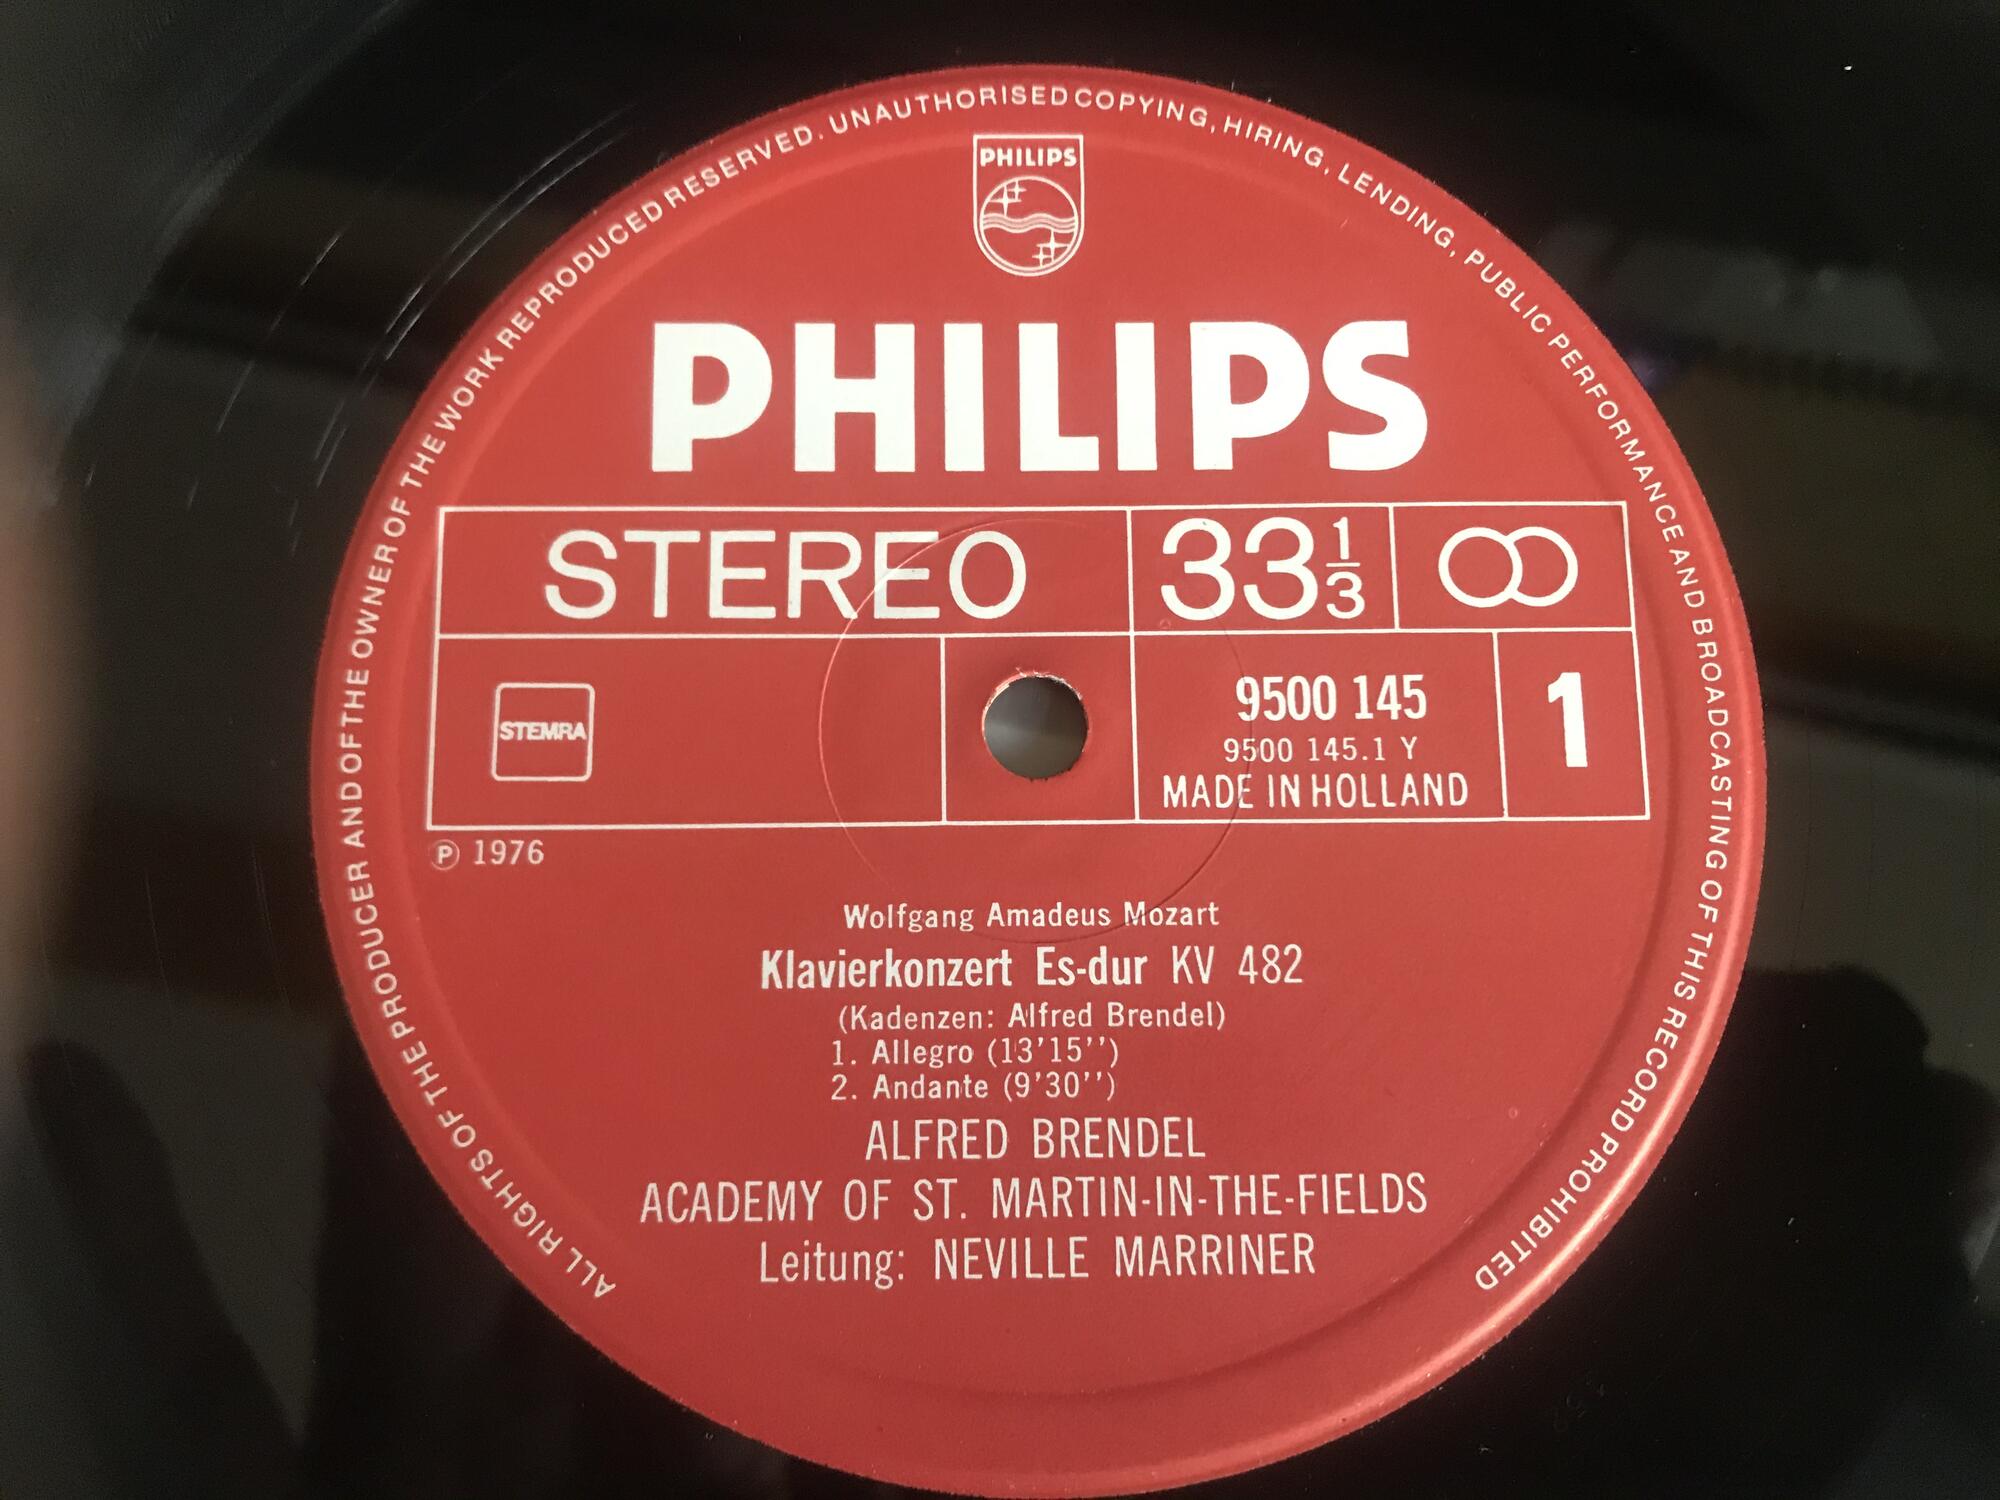 ALL RIGHTS OF THE PRODUCER AND OF THE OWNER OF THE WORK REPRODUCED RESERVED. UNAUTHORISED COPYING, HIRING, LENDING, PUBLIC PERFORMANCE AND BROADCASTING OF THIS RECORD PROHIBITED
PHILIPS
PHILIPS
STEREO 33 1/3
STEMRA
9500 145
9500 145.1 Y
MADE IN HOLLAND
1
Ⓟ 1976
Wolfgang Amadeus Mozart
Klavierkonzert Es-dur KV 482
(Kadenzen: Alfred Brendel)
1. Allegro (13'15'')
2. Andante (9'30'')
ALFRED BRENDEL
ACADEMY OF ST. MARTIN-IN-THE-FIELDS
Leitung: NEVILLE MARRINER